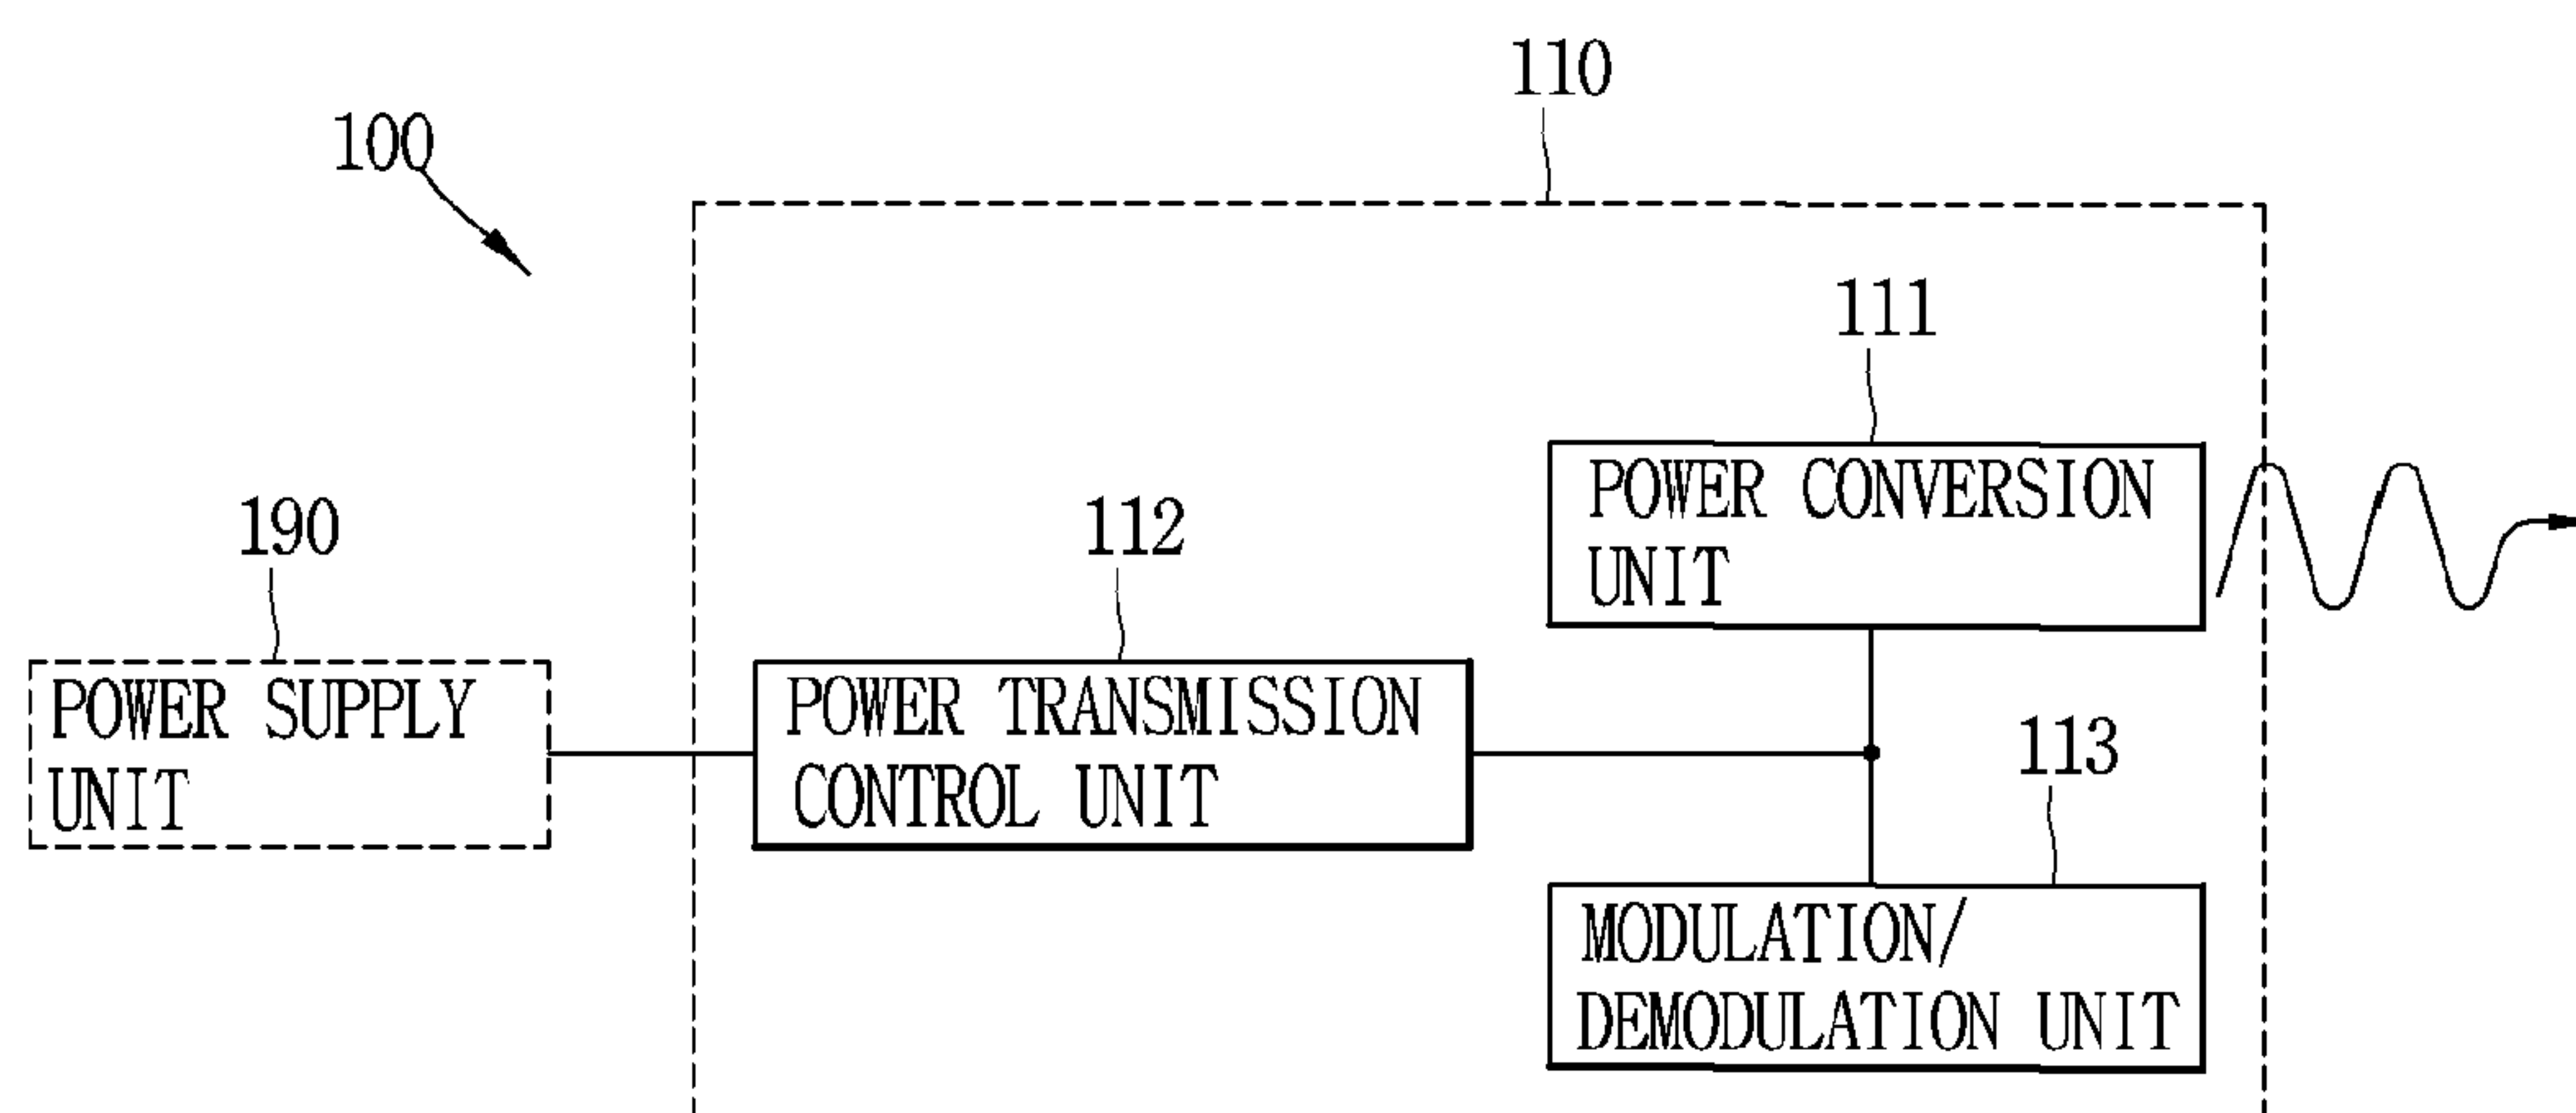 110
100
111
POWER CONVERSION
UNIT
190
112
POWER SUPPLY
UNIT
POWER TRANSMISSION
CONTROL UNIT
113
MODULATION/
DEMODULATION UNIT